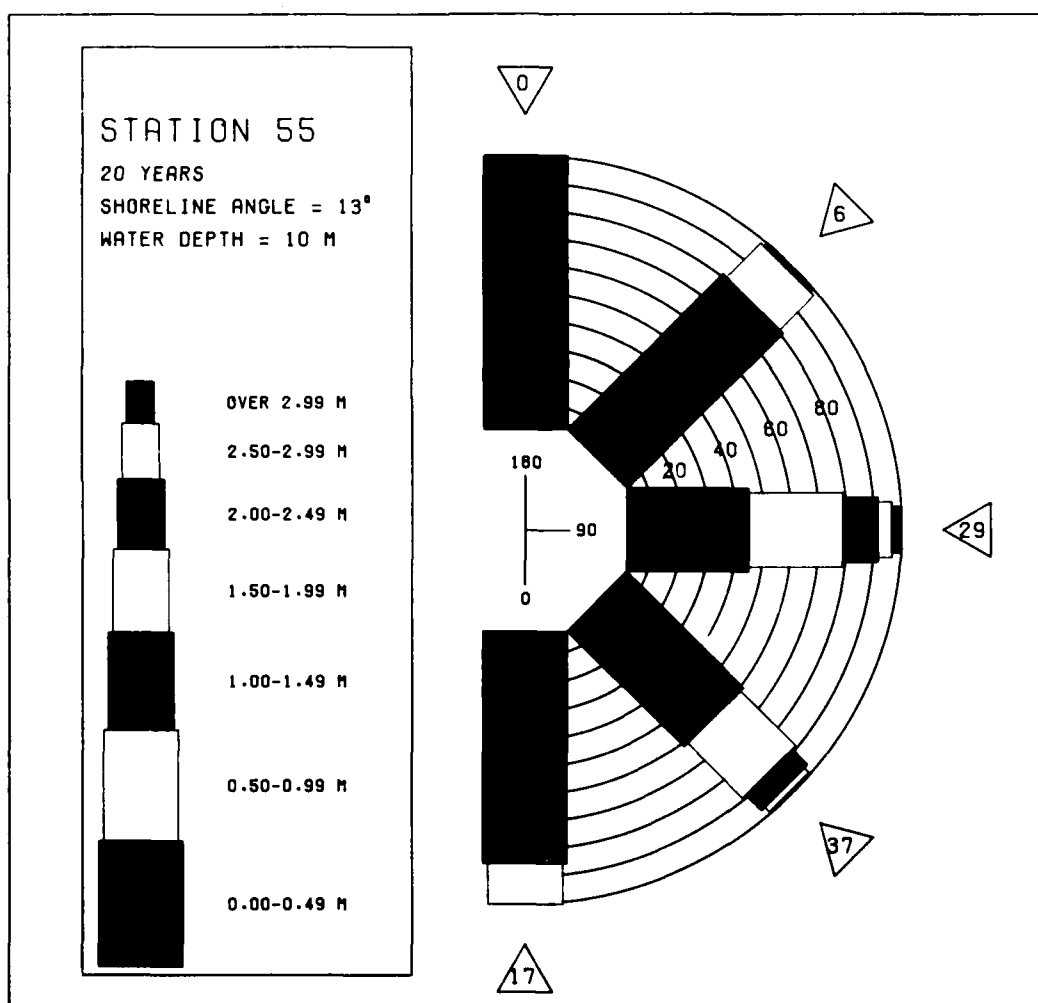 STATION 55
20 YEARS
SHORELINE ANGLE = 13°
WATER DEPTH = 10 M
OVER 2.99 M
2.50-2.99 M
2.00-2.49 M
1.50-1.99 M
1.00-1.49 M
0.50-0.99 M
0.00-0.49 M
0
6
80
60
40
20
180
90
0
29
37
17